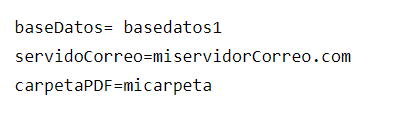 baseDatos= basedatos1
servidoCorreo=miservidorCorreo.com
carpetaPDF=micarpeta